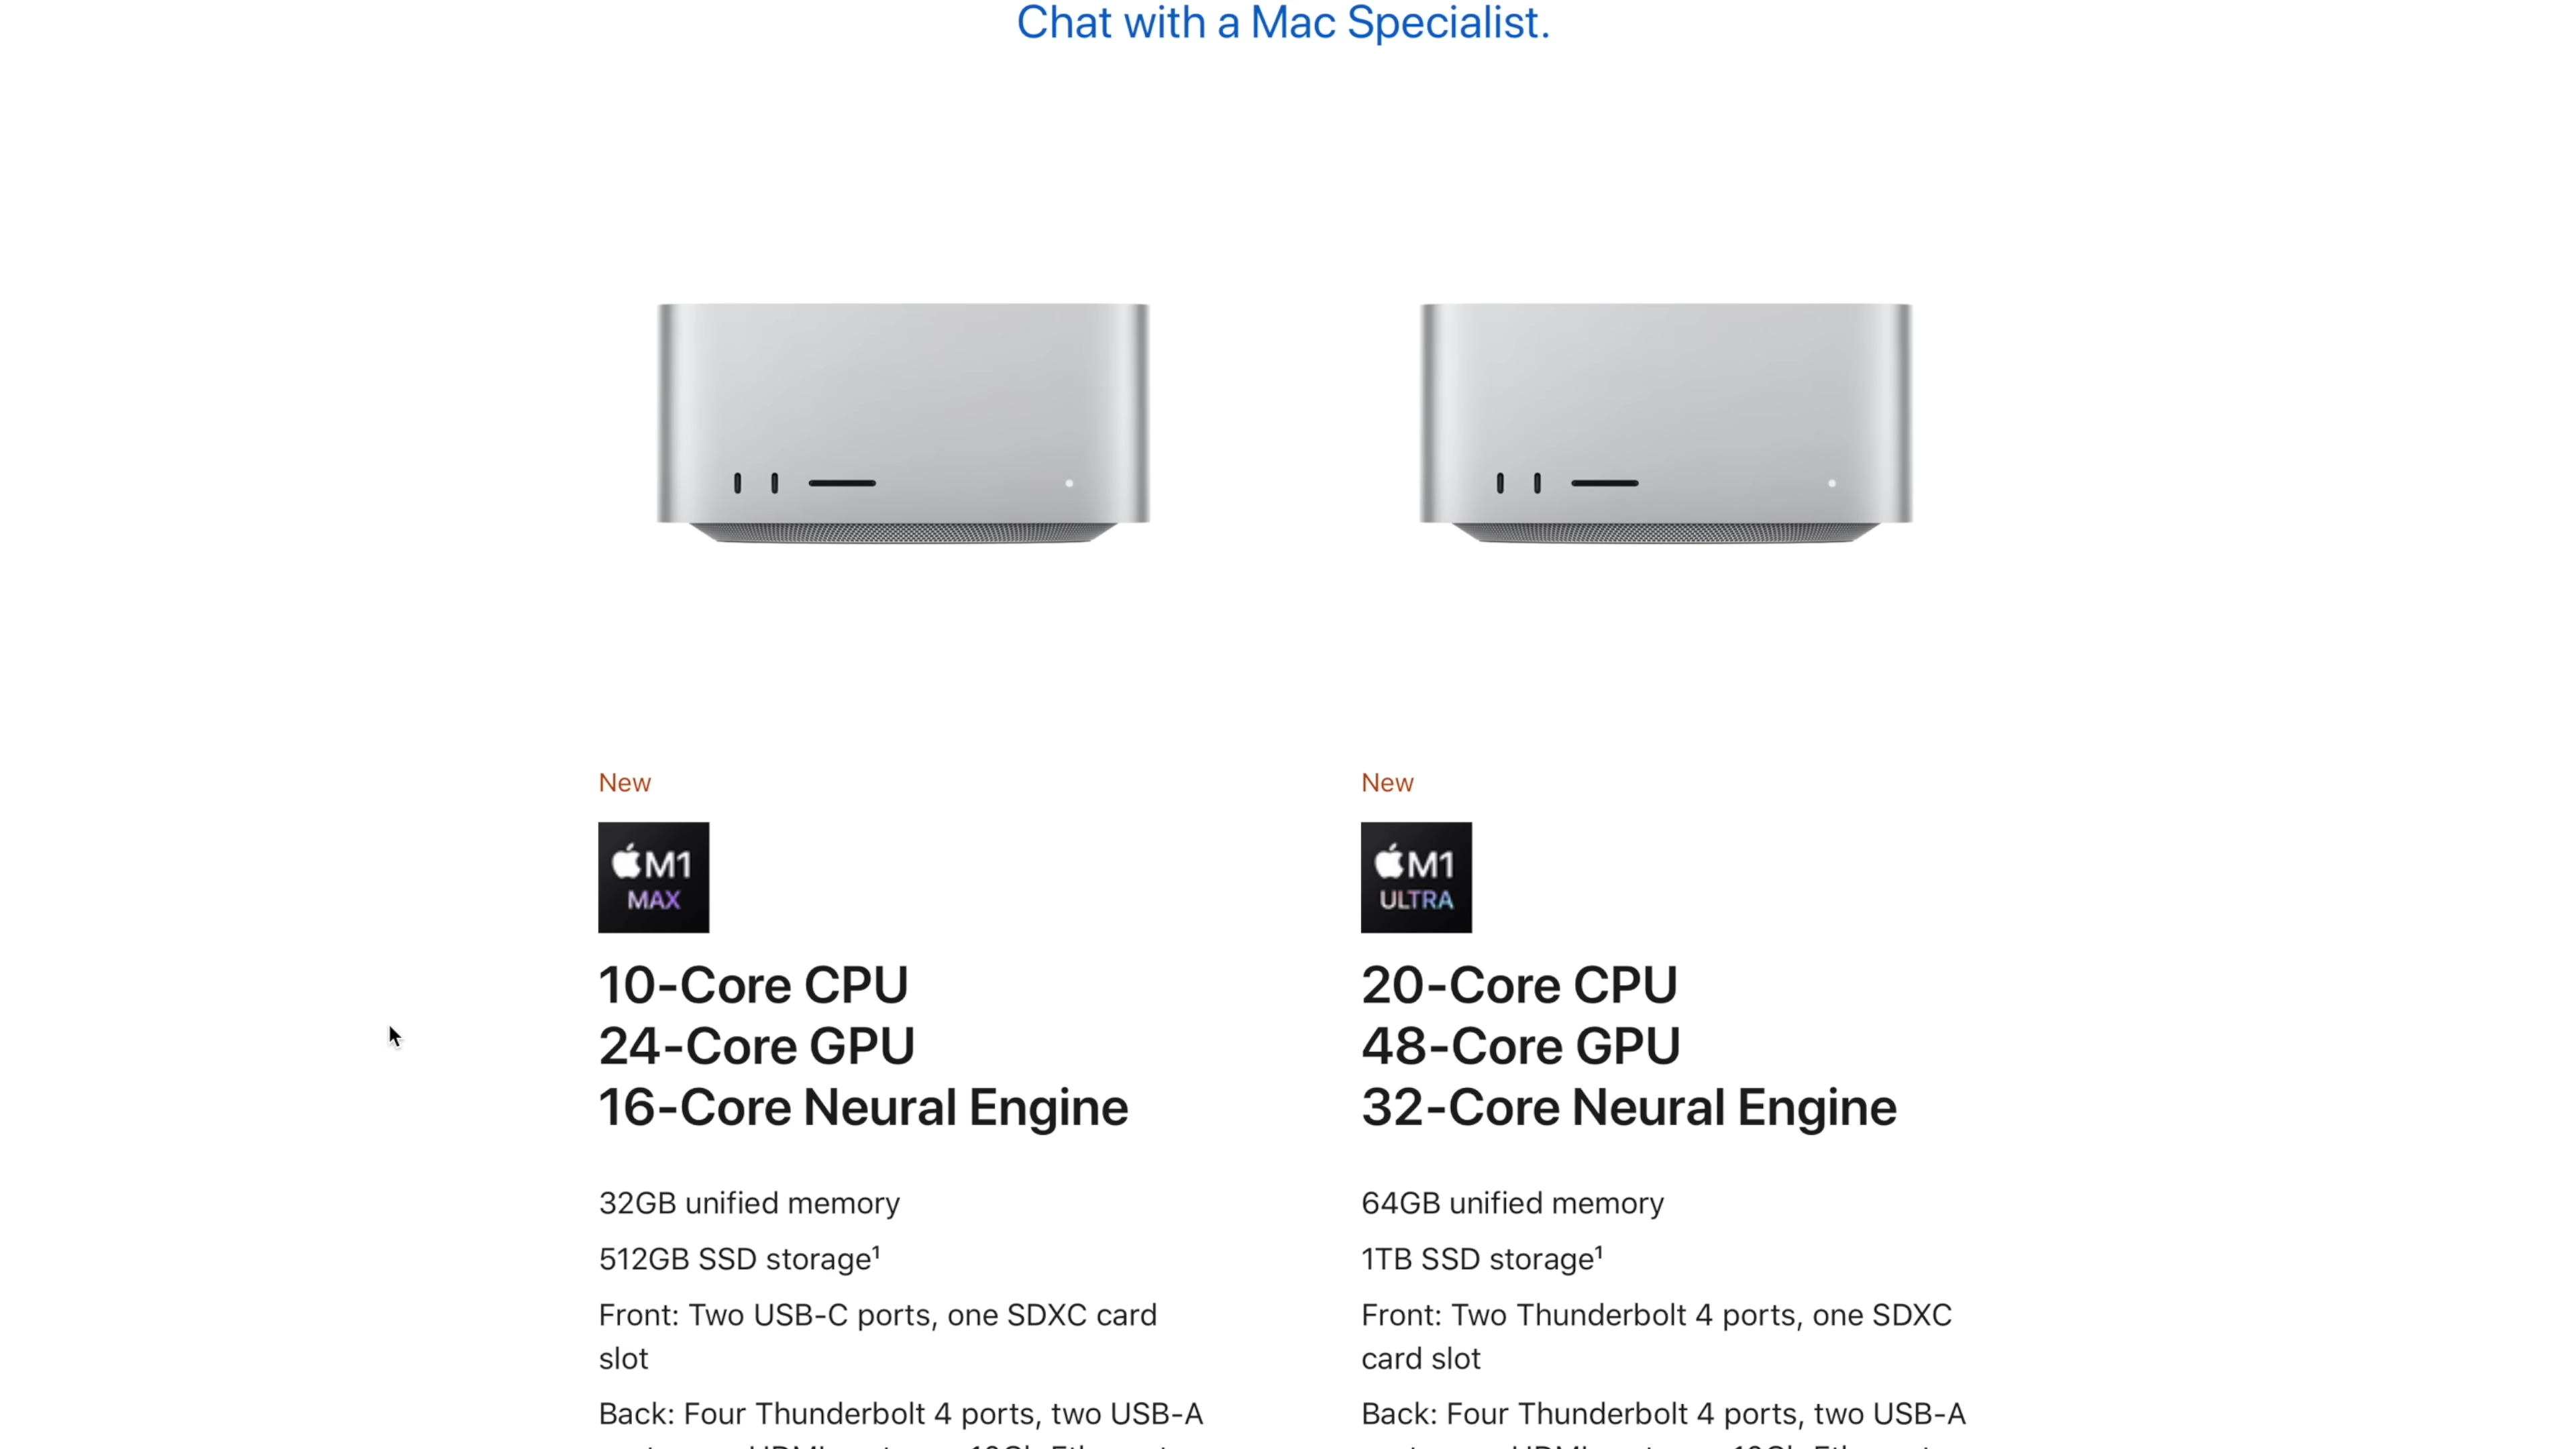 Chat with a Mac Specialist.
New
M1
MAX
10-Core CPU
24-Core GPU
16-Core Neural Engine
32GB unified memory
512GB SSD storage¹
Front: Two USB-C ports, one SDXC card
slot
Back: Four Thunderbolt 4 ports, two USB-A
New
M1
ULTRA
20-Core CPU
48-Core GPU
32-Core Neural Engine
64GB unified memory
1TB SSD storage¹
Front: Two Thunderbolt 4 ports, one SDXC
card slot
Back: Four Thunderbolt 4 ports, two USB-A